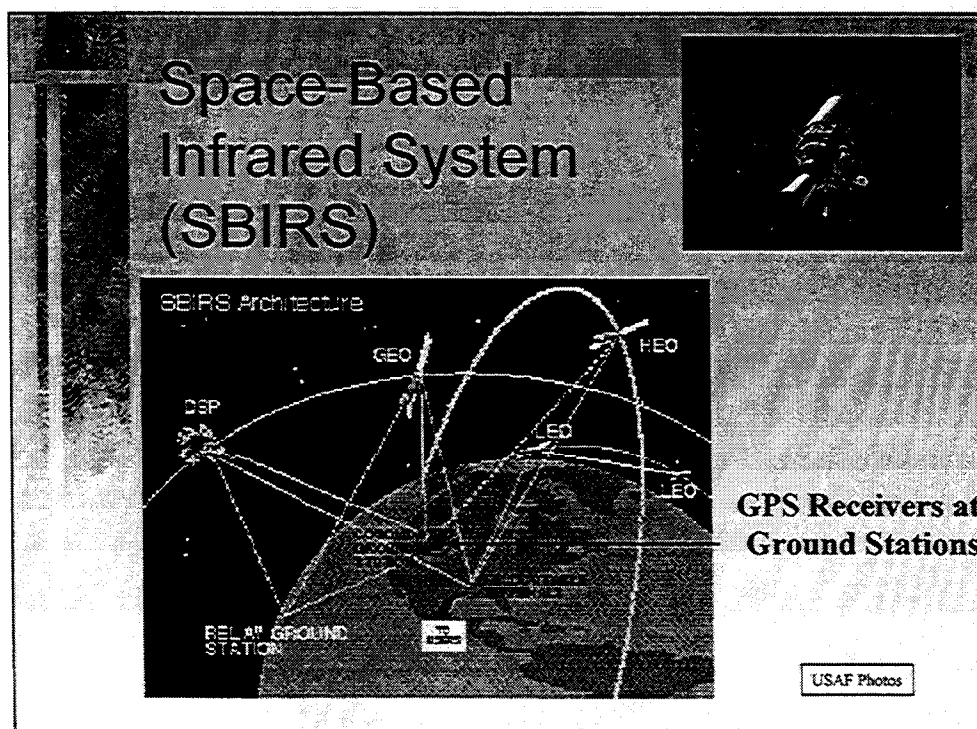 Space-Based
Infrared System
(SBIRS)
SBIRS Architecture
GEO
HEO
DSP
LEO
LEO
GPS Receivers at
Ground Stations
RELAY GROUND
STATION
USAF Photos